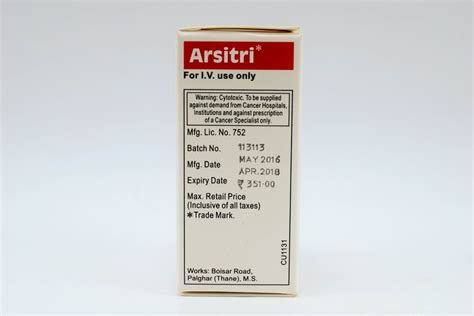 Arsitri*
For I.V. use only
Warning: Cytotoxic. To be supplied
against demand from Cancer Hospitals,
Institutions and against prescription
of a Cancer Specialist only.
Mfg. Lic. No. 752
Batch No. 113113
Mfg. Date MAY 2016
Expiry Date APR.2018
₹ 351.00
Max. Retail Price
(Inclusive of all taxes)
* Trade Mark.
CU1131
Works: Boisar Road,
Palghar (Thane), M.S.